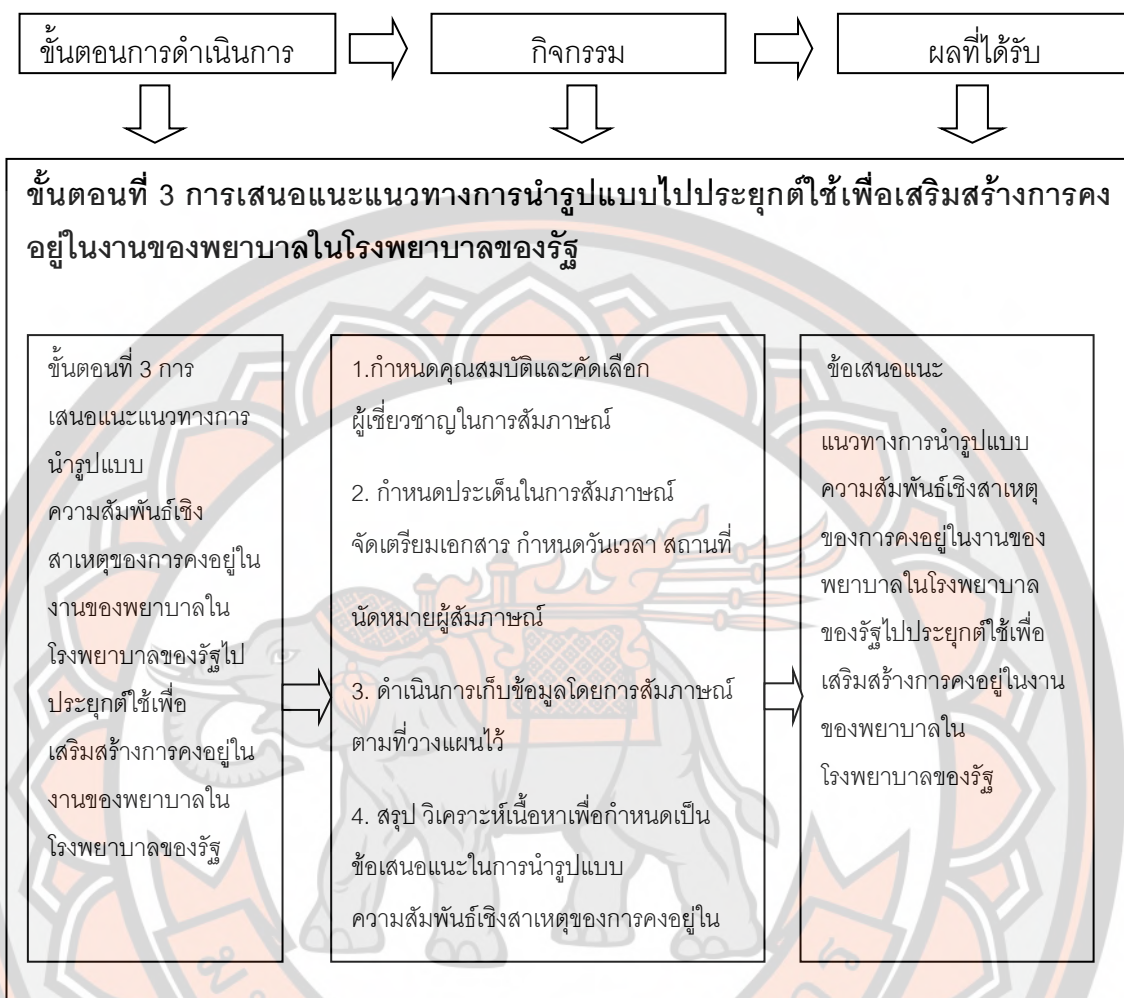 ขั้นตอนการดำเนินการ
กิจกรรม
ผลที่ได้รับ
ขั้นตอนที่ 3 การเสนอแนะแนวทางการนำรูปแบบไปประยุกต์ใช้เพื่อเสริมสร้างการคง
อยู่ในงานของพยาบาลในโรงพยาบาลของรัฐ
ขั้นตอนที่ 3 การ
เสนอแนะแนวทางการ
นำรูปแบบ
ความสัมพันธ์เชิง
สาเหตุของการคงอยู่ใน
งานของพยาบาลใน
โรงพยาบาลของรัฐไป
ประยุกต์ใช้เพื่อ
เสริมสร้างการคงอยู่ใน
งานของพยาบาลใน
โรงพยาบาลของรัฐ
1.กำหนดคุณสมบัติและคัดเลือก
ผู้เชี่ยวชาญในการสัมภาษณ์
2. กำหนดประเด็นในการสัมภาษณ์
จัดเตรียมเอกสาร กำหนดวันเวลา สถานที่
นัดหมายผู้สัมภาษณ์
3. ดำเนินการเก็บข้อมูลโดยการสัมภาษณ์
ตามที่วางแผนไว้
4. สรุป วิเคราะห์เนื้อหาเพื่อกำหนดเป็น
ข้อเสนอแนะในการนำรูปแบบ
ความสัมพันธ์เชิงสาเหตุของการคงอยู่ใน
ข้อเสนอแนะ
แนวทางการนำรูปแบบ
ความสัมพันธ์เชิงสาเหตุ
ของการคงอยู่ในงานของ
พยาบาลในโรงพยาบาล
ของรัฐไปประยุกต์ใช้เพื่อ
เสริมสร้างการคงอยู่ในงาน
ของพยาบาลใน
โรงพยาบาลของรัฐ